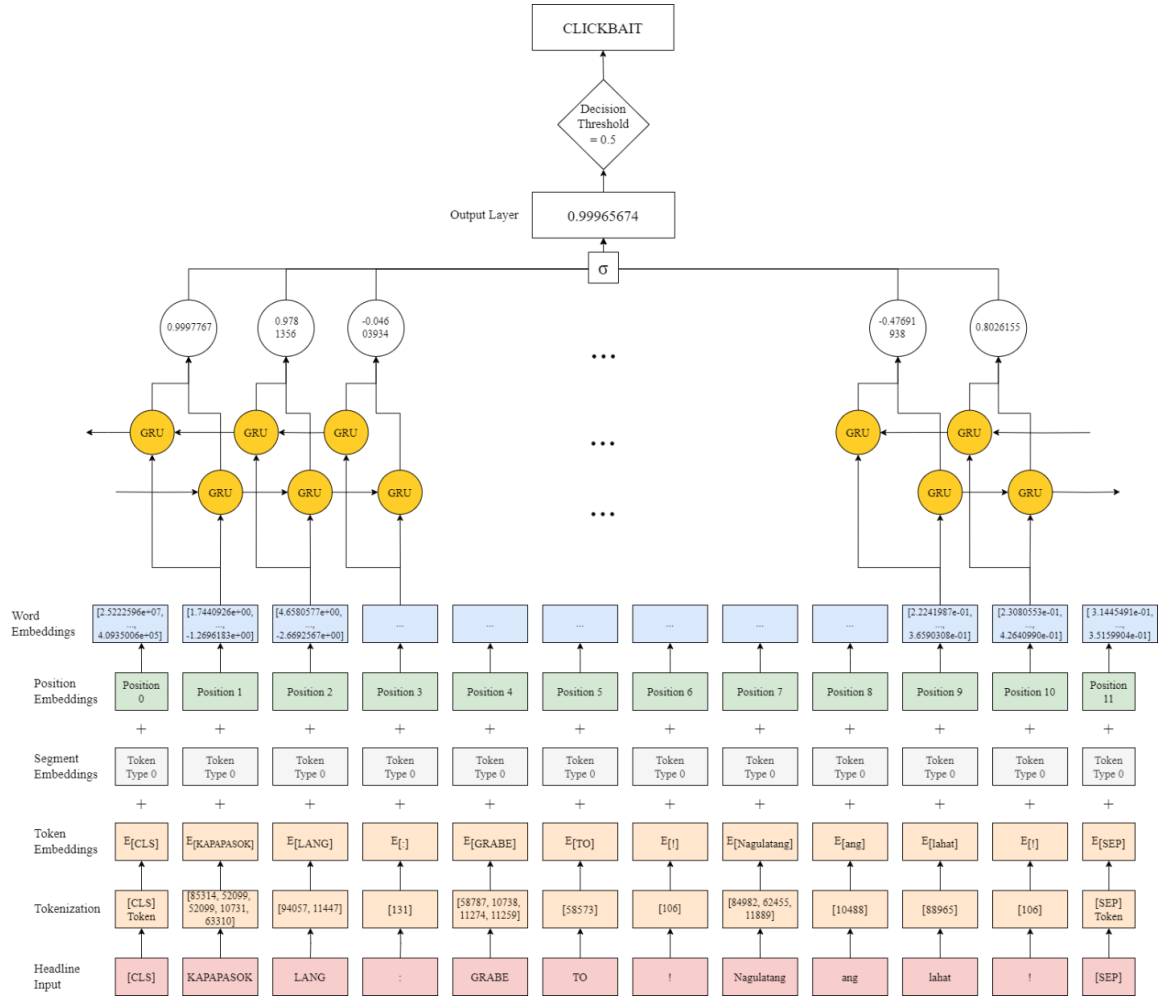 CLICKBAIT
Decision
Threshold
= 0.5
Output Layer
0.99965674
σ
0.9997767
0.978
1356
-0.046
03934
...
-0.47691
938
0.8026155
GRU
GRU
GRU
...
GRU
GRU
GRU
GRU
GRU
...
GRU
GRU
Word
Embeddings
[2.5222596e+07,
...,
4.0935006e+05]
[1.7440926e+00,
...,
-1.2696183e+00]
[4.6580577e+00,
...,
-2.6692567e+00]
...
...
...
...
...
...
[2.2241987e-01,
...,
3.6590308e-01]
[2.3080553e-01,
...,
4.2640990e-01]
[ 3.1445491e-01,
...,
3.5159904e-01]
Position
Embeddings
Position
0
Position 1
Position 2
Position 3
Position 4
Position 5
Position 6
Position 7
Position 8
Position 9
Position 10
Position
11
+ + + + + + + + + + + +
Segment
Embeddings
Token
Type 0
Token
Type 0
Token
Type 0
Token
Type 0
Token
Type 0
Token
Type 0
Token
Type 0
Token
Type 0
Token
Type 0
Token
Type 0
Token
Type 0
Token
Type 0
+ + + + + + + + + + + +
Token
Embeddings
E[CLS]
E[KAPAPASOK]
E[LANG]
E[:]
E[GRABE]
E[TO]
E[!]
E[Nagulatang]
E[ang]
E[lahat]
E[!]
E[SEP]
Tokenization
[CLS]
Token
[85314, 52099,
52099, 10731,
63310]
[94057, 11447]
[131]
[58787, 10738,
11274, 11259]
[58573]
[106]
[84982, 62455,
11889]
[10488]
[88965]
[106]
[SEP]
Token
Headline
Input
[CLS]
KAPAPASOK
LANG
:
GRABE
TO
!
Nagulatang
ang
lahat
!
[SEP]